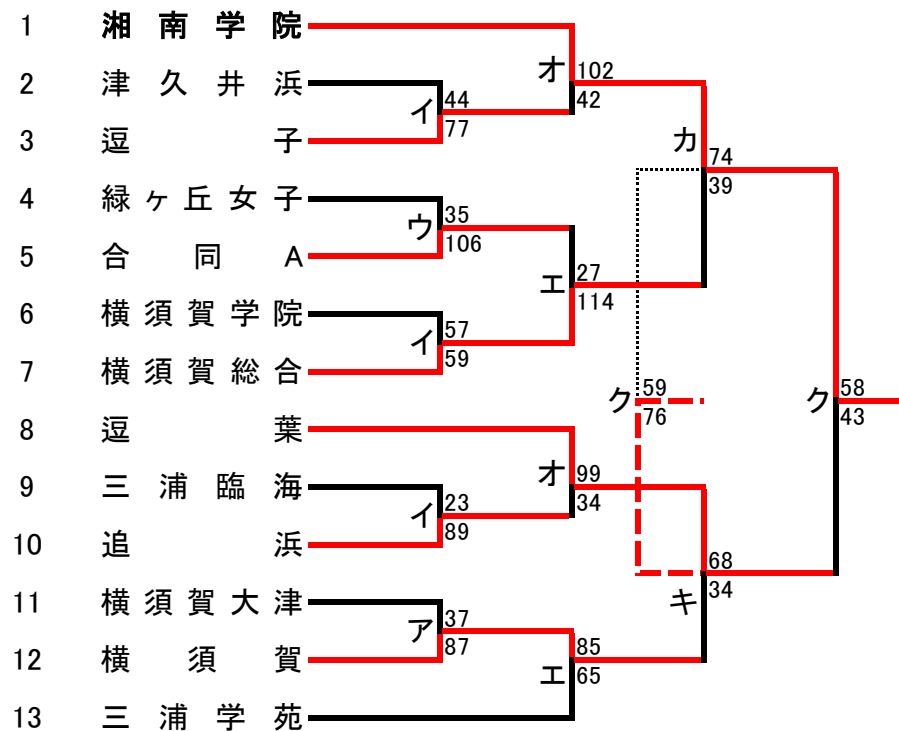 1 湘南学院
オ 102
2 津久井浜
42
イ 44
3 逗子
77
カ 74
39
4 緑ヶ丘女子
ウ 35
5 合同A
106
エ 27
114
6 横須賀学院
イ 57
7 横須賀総合
59
ク 59
76
ク 58
43
8 逗葉
オ 99
9 三浦臨海
34
イ 23
10 追浜
89
68
キ 34
11 横須賀大津
ア 37
12 横須賀
87
85
エ 65
13 三浦学苑